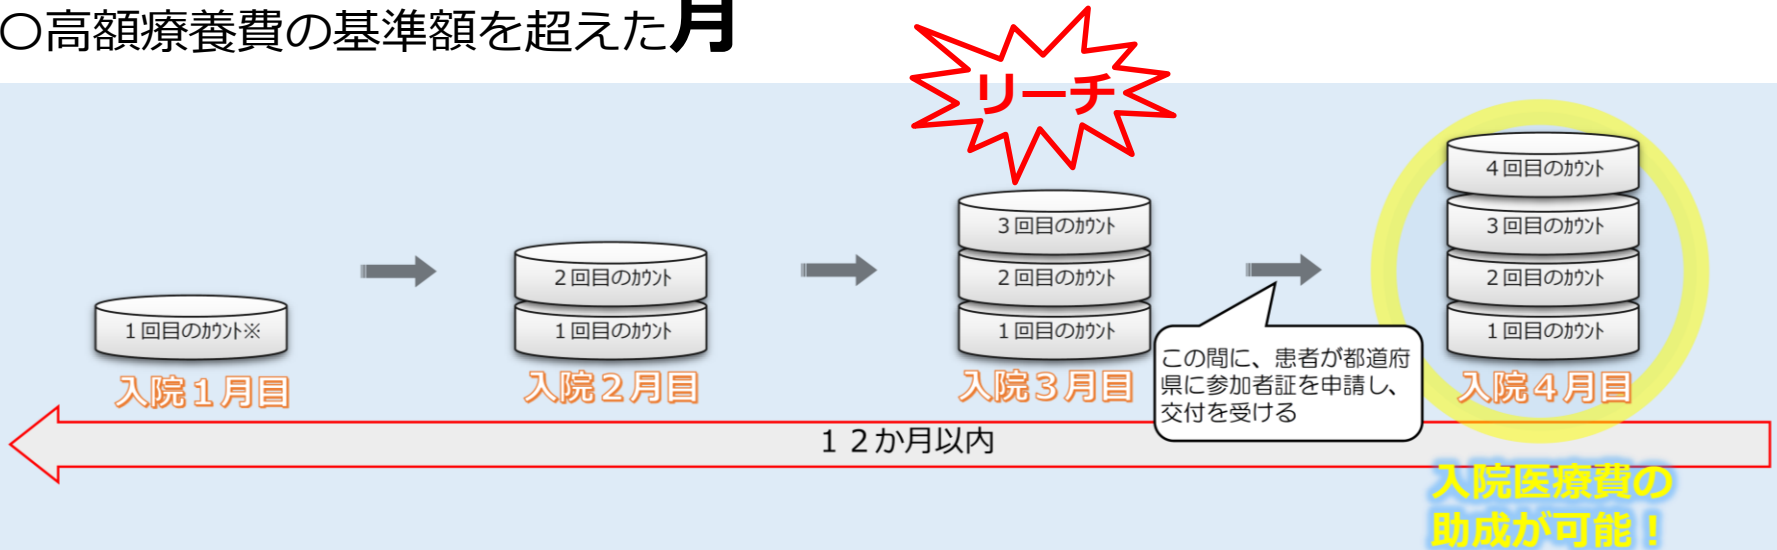 〇高額療養費の基準額を超えた月
リーチ
1回目のｶｳﾝﾄ※
入院１月目
2回目のｶｳﾝﾄ
1回目のｶｳﾝﾄ
入院２月目
3回目のｶｳﾝﾄ
2回目のｶｳﾝﾄ
1回目のｶｳﾝﾄ
入院３月目
この間に、患者が都道府
県に参加者証を申請し、
交付を受ける
4回目のｶｳﾝﾄ
3回目のｶｳﾝﾄ
2回目のｶｳﾝﾄ
1回目のｶｳﾝﾄ
入院４月目
１２か月以内
入院医療費の
助成が可能！